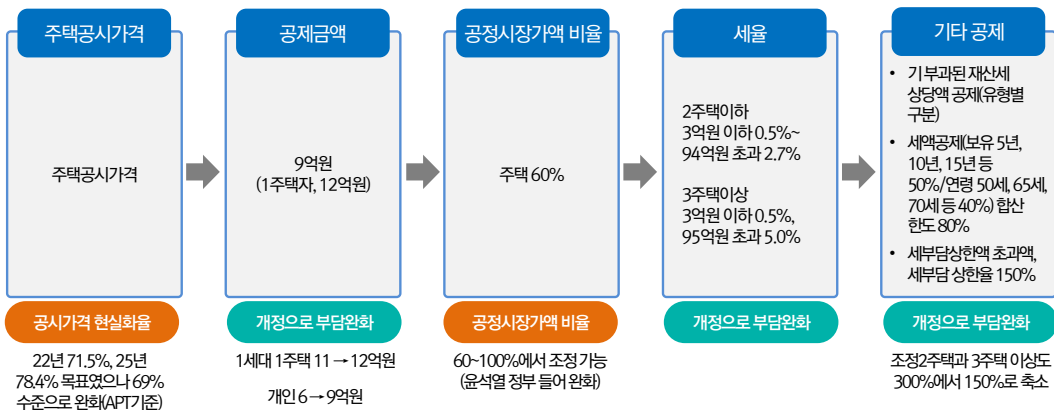 주택공시가격
주택공시가격
공시가격 현실화율
22년 71.5%, 25년
78.4% 목표였으나 69%
수준으로 완화(APT기준)
공제금액
9억원
(1주택자, 12억원)
개정으로 부담완화
1세대 1주택 11 → 12억원
개인 6 → 9억원
공정시장가액 비율
주택 60%
공정시장가액 비율
60~100%에서 조정 가능
(윤석열 정부 들어 완화)
세율
2주택이하
3억원 이하 0.5%~
94억원 초과 2.7%
3주택이상
3억원 이하 0.5%,
95억원 초과 5.0%
개정으로 부담완화
기타 공제
• 기 부과된 재산세
상당액 공제(유형별
구분)
• 세액공제(보유 5년,
10년, 15년 등
50%/연령 50세, 65세,
70세 등 40%) 합산
한도 80%
• 세부담상한액 초과액,
세부담 상한율 150%
개정으로 부담완화
조정2주택과 3주택 이상도
300%에서 150%로 축소